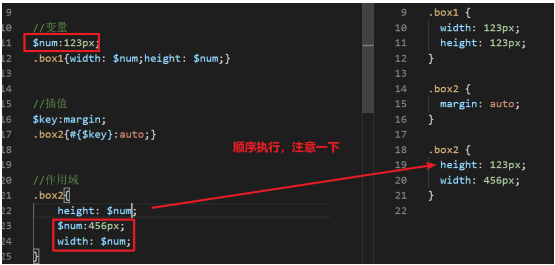 9
10 //变量
11 $num:123px;
12 .box1{width: $num;height: $num;}
13
14
15 //插值
16 $key:margin;
17 .box2{#{$key}:auto;}
18
19
20 //作用域
21 .box2{
22 height: $num;
23 $num:456px;
24 width: $num;
25 }
顺序执行，注意一下
9 .box1 {
10 width: 123px;
11 height: 123px;
12 }
13
14 .box2 {
15 margin: auto;
16 }
17
18 .box2 {
19 height: 123px;
20 width: 456px;
21 }
22